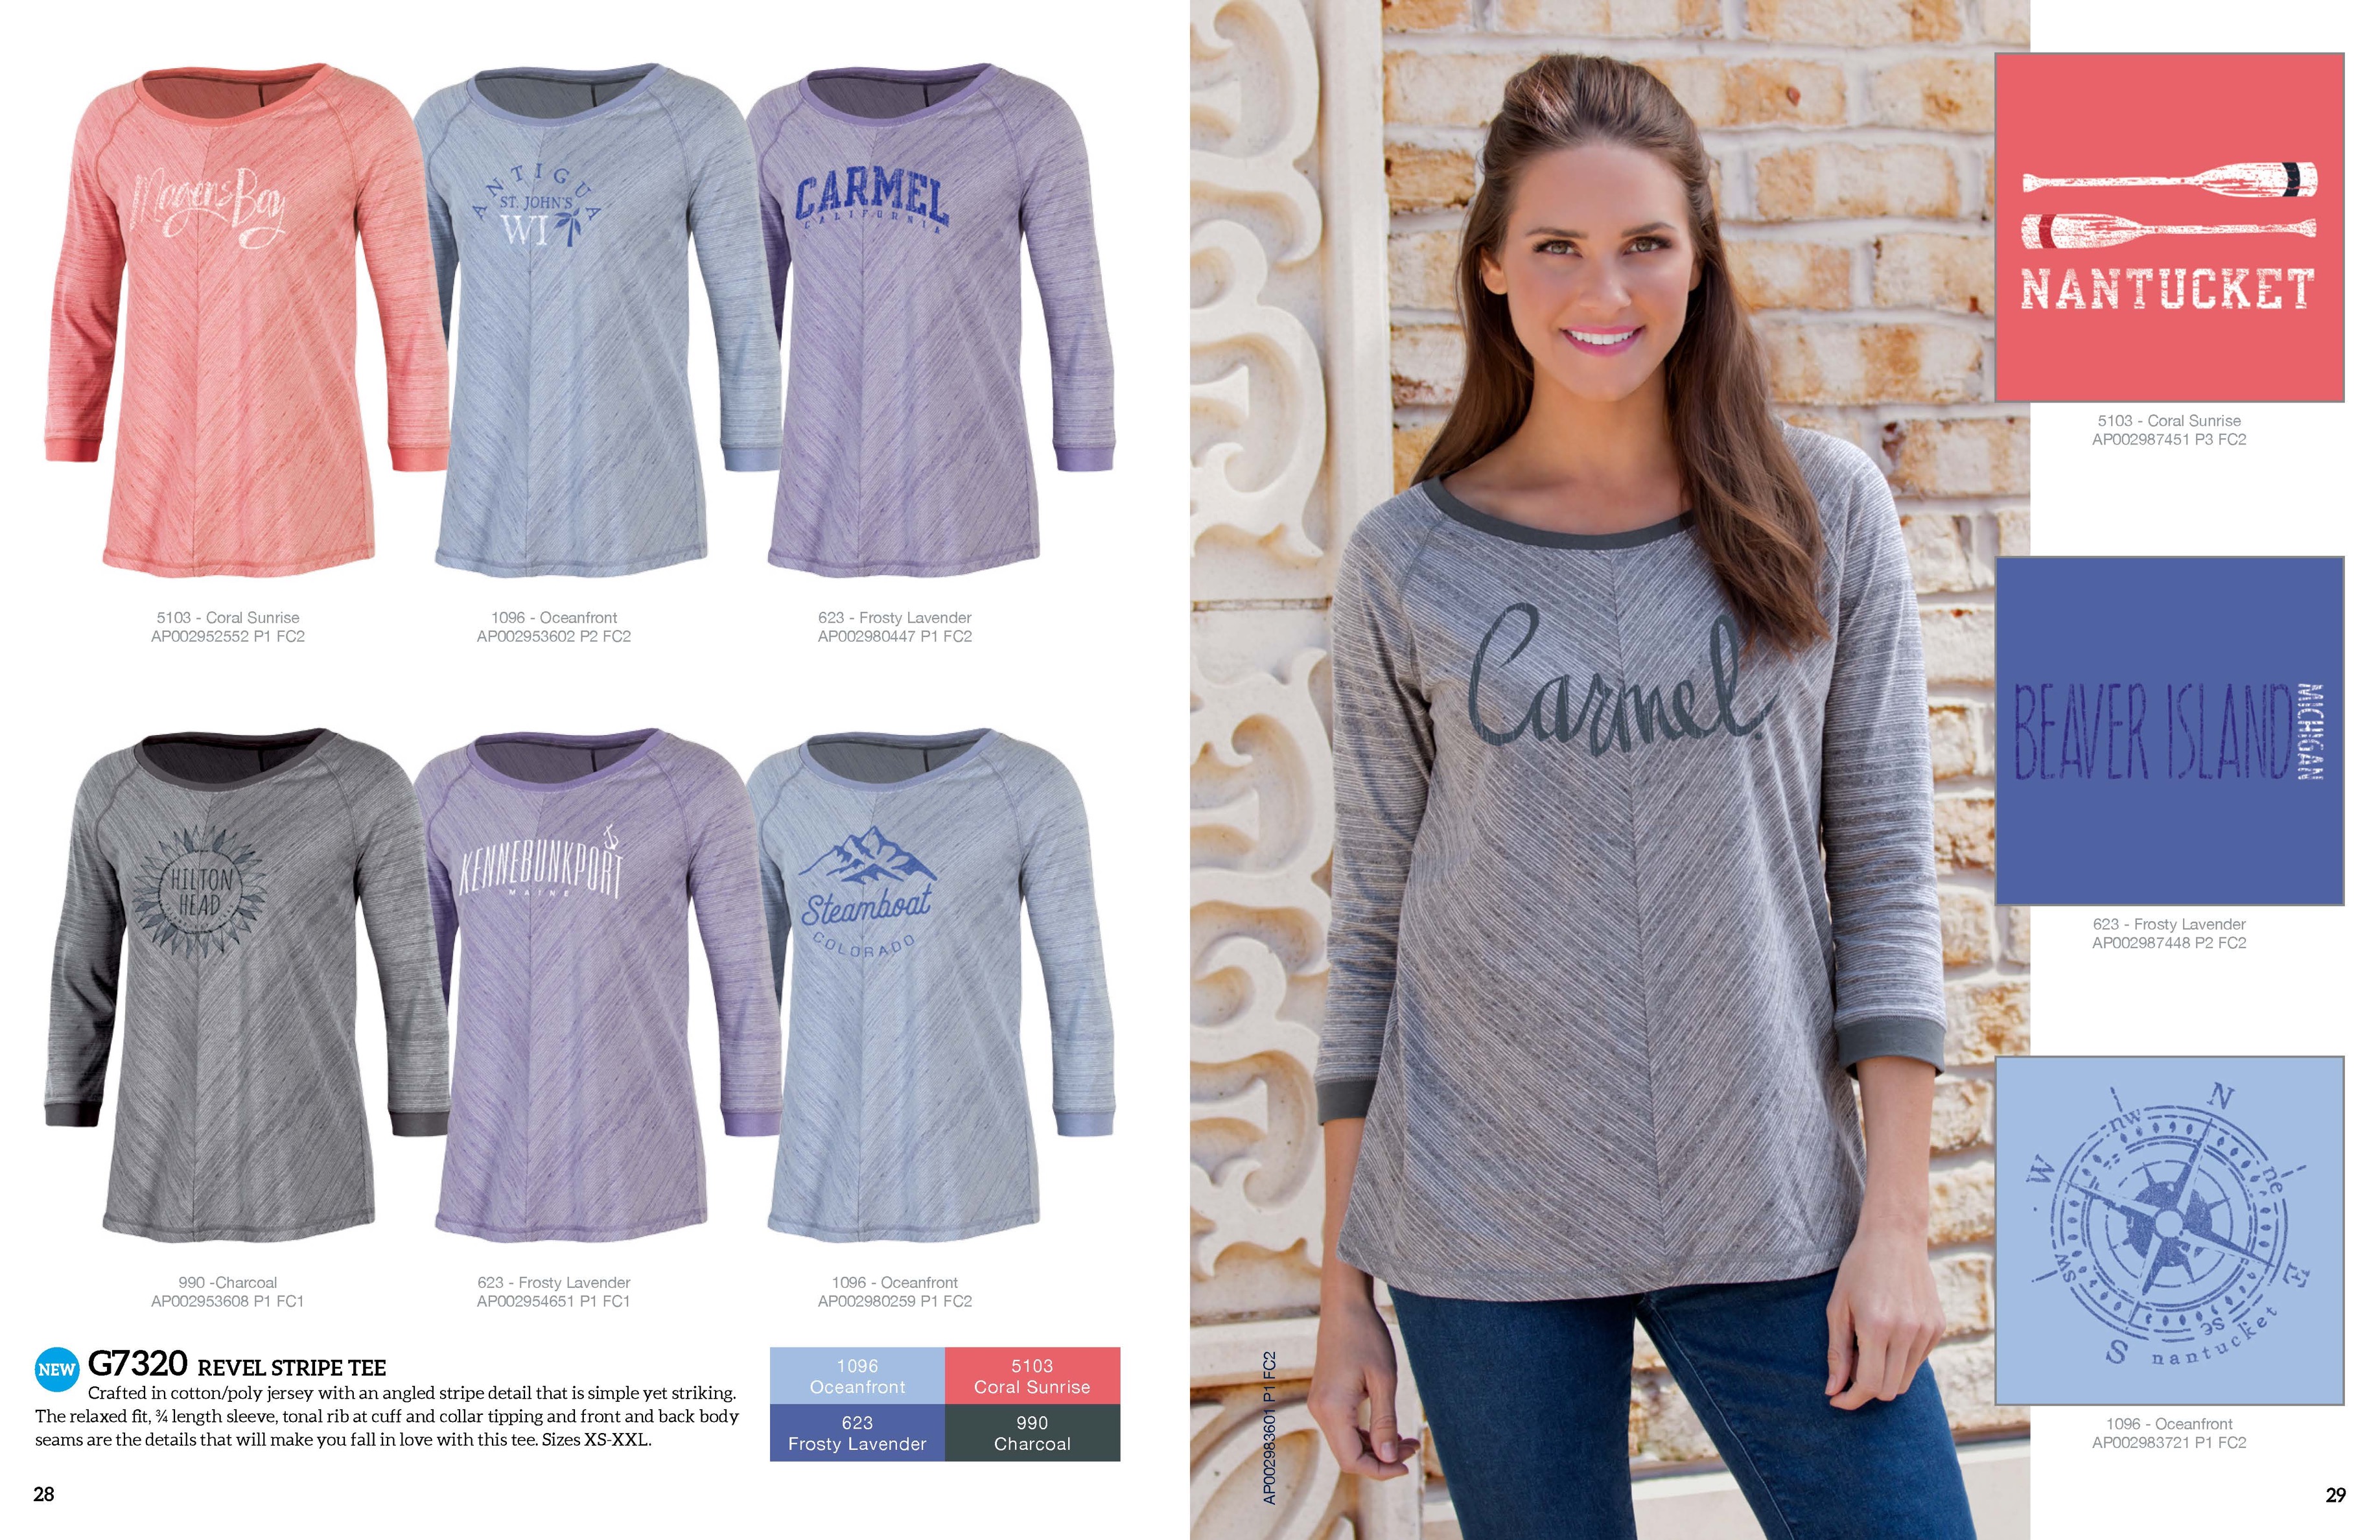 Magens Bay
ANTIGUA
ST. JOHN'S
WI
CARMEL
CALIFORNIA
5103 - Coral Sunrise
AP002952552 P1 FC2
1096 - Oceanfront
AP002953602 P2 FC2
623 - Frosty Lavender
AP002980447 P1 FC2
HILTON
HEAD
KENNEBUNKPORT
MAINE
Steamboat
COLORADO
990 -Charcoal
AP002953608 P1 FC1
623 - Frosty Lavender
AP002954651 P1 FC1
1096 - Oceanfront
AP002980259 P1 FC2
NEW G7320 REVEL STRIPE TEE
Crafted in cotton/poly jersey with an angled stripe detail that is simple yet striking.
The relaxed fit, ¾ length sleeve, tonal rib at cuff and collar tipping and front and back body
seams are the details that will make you fall in love with this tee. Sizes XS-XXL.
1096
Oceanfront
5103
Coral Sunrise
623
Frosty Lavender
990
Charcoal
28
Carmel
AP002983601 P1 FC2
NANTUCKET
5103 - Coral Sunrise
AP002987451 P3 FC2
BEAVER ISLAND
MICHIGAN
623 - Frosty Lavender
AP002987448 P2 FC2
N
nw
ne
W
E
sw
se
S
nantucket
1096 - Oceanfront
AP002983721 P1 FC2
29